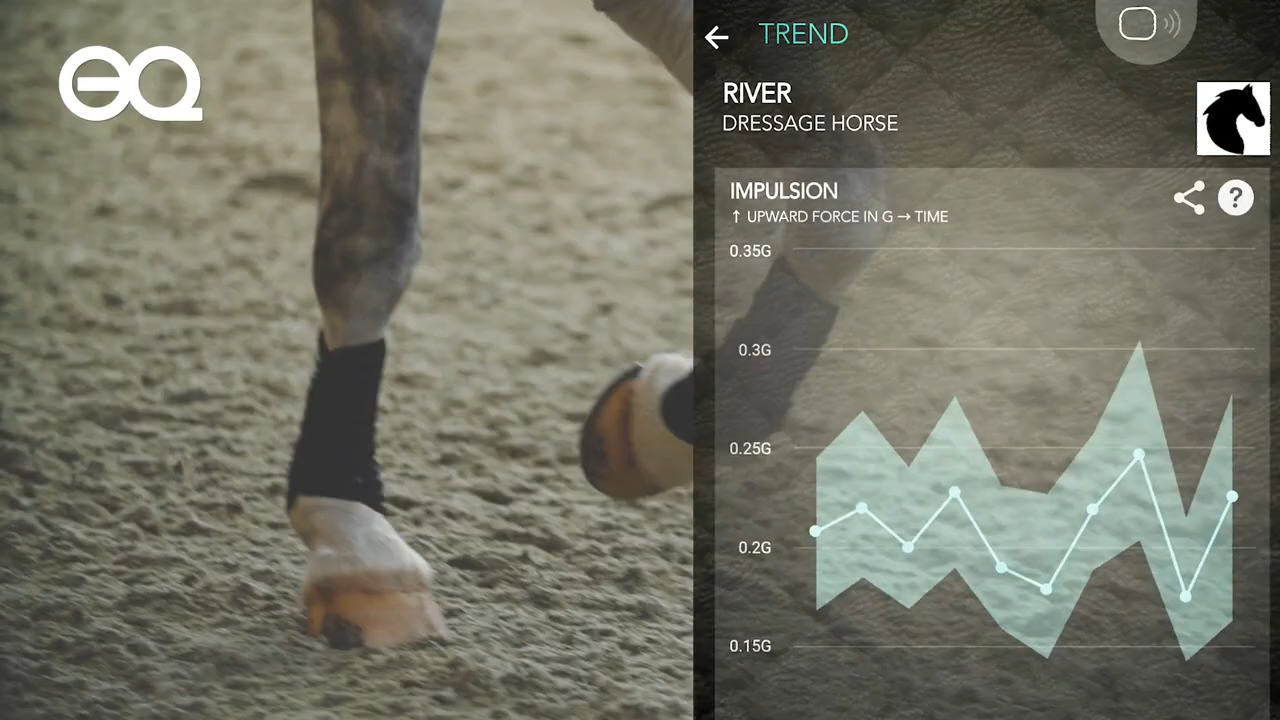 EQ
TREND
RIVER
DRESSAGE HORSE
IMPULSION
↑ UPWARD FORCE IN G → TIME
?
0.35G
0.3G
0.25G
0.2G
0.15G